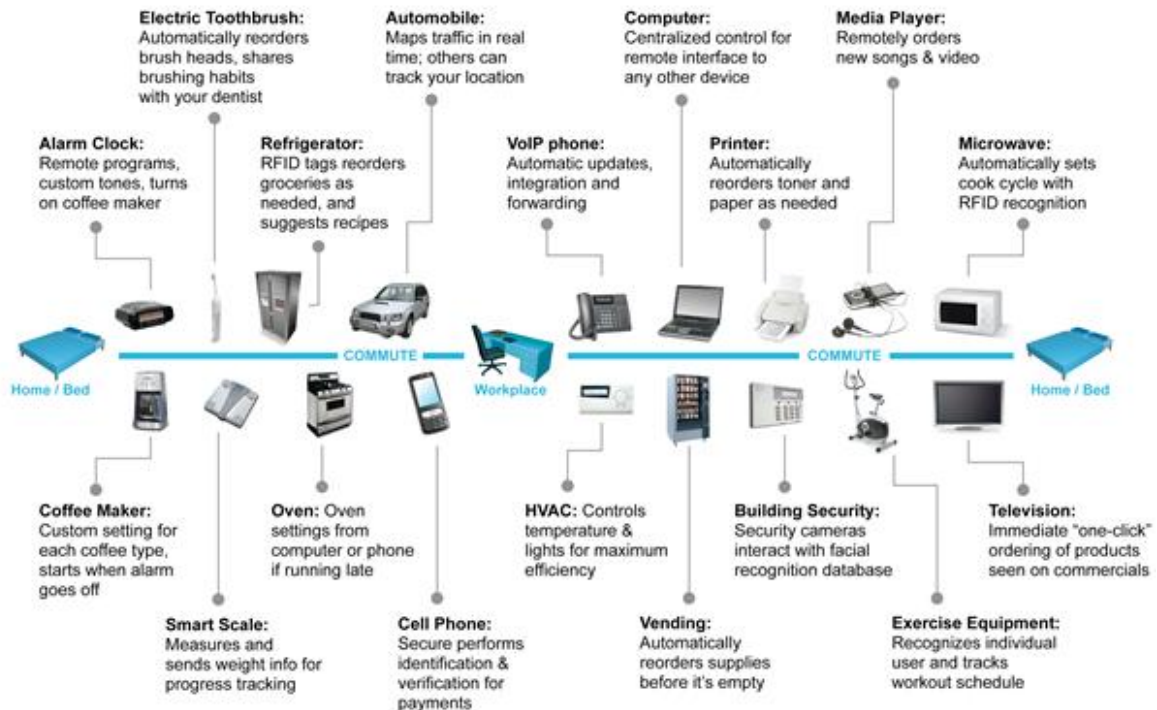 Electric Toothbrush:
Automatically reorders
brush heads, shares
brushing habits
with your dentist
Automobile:
Maps traffic in real
time; others can
track your location
Computer:
Centralized control for
remote interface to
any other device
Media Player:
Remotely orders
new songs & video
Alarm Clock:
Remote programs,
custom tones, turns
on coffee maker
Refrigerator:
RFID tags reorders
groceries as
needed, and
suggests recipes
VoIP phone:
Automatic updates,
integration and
forwarding
Printer:
Automatically
reorders toner and
paper as needed
Microwave:
Automatically sets
cook cycle with
RFID recognition
COMMUTE
COMMUTE
Home / Bed
Workplace
Home / Bed
Coffee Maker:
Custom setting for
each coffee type,
starts when alarm
goes off
Oven: Oven
settings from
computer or phone
if running late
HVAC: Controls
temperature &
lights for maximum
efficiency
Building Security:
Security cameras
interact with facial
recognition database
Television:
Immediate “one-click”
ordering of products
seen on commercials
Smart Scale:
Measures and
sends weight info for
progress tracking
Cell Phone:
Secure performs
identification &
verification for
payments
Vending:
Automatically
reorders supplies
before it's empty
Exercise Equipment:
Recognizes individual
user and tracks
workout schedule